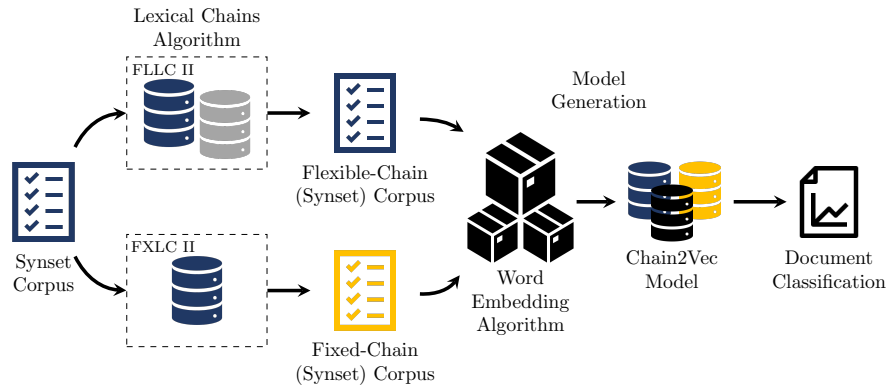 Lexical Chains
Algorithm
FLLC II
Flexible-Chain
(Synset) Corpus
Model
Generation
Synset
Corpus
FXLC II
Fixed-Chain
(Synset) Corpus
Word
Embedding
Algorithm
Chain2Vec
Model
Document
Classification